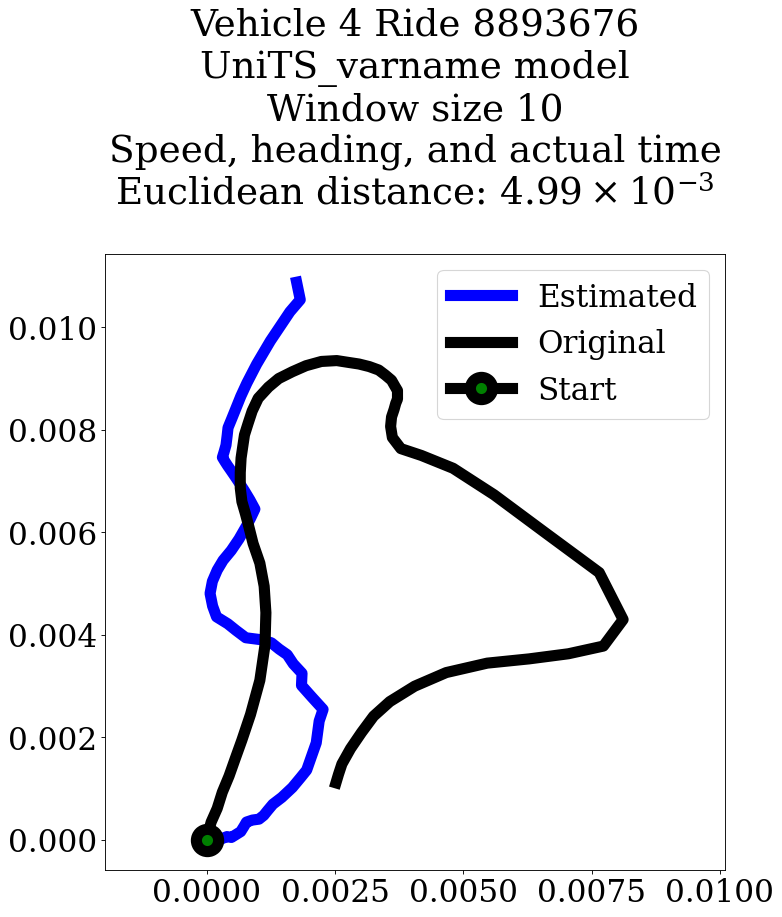 Vehicle 4 Ride 8893676
UniTS_varname model
Window size 10
Speed, heading, and actual time
Euclidean distance: 4.99 × 10⁻³
Estimated
Original
Start
0.010
0.008
0.006
0.004
0.002
0.000
0.0000 0.0025 0.0050 0.0075 0.0100